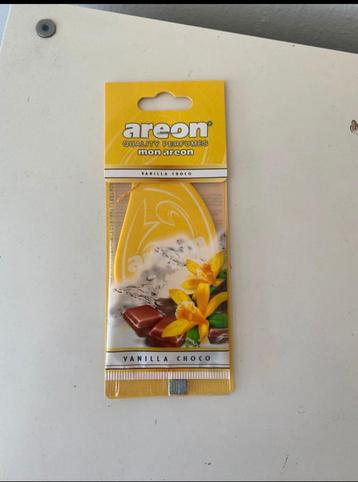 areon®
QUALITY PERFUMES
mon areon
VANILLA CHOCO
VANILLA CHOCO